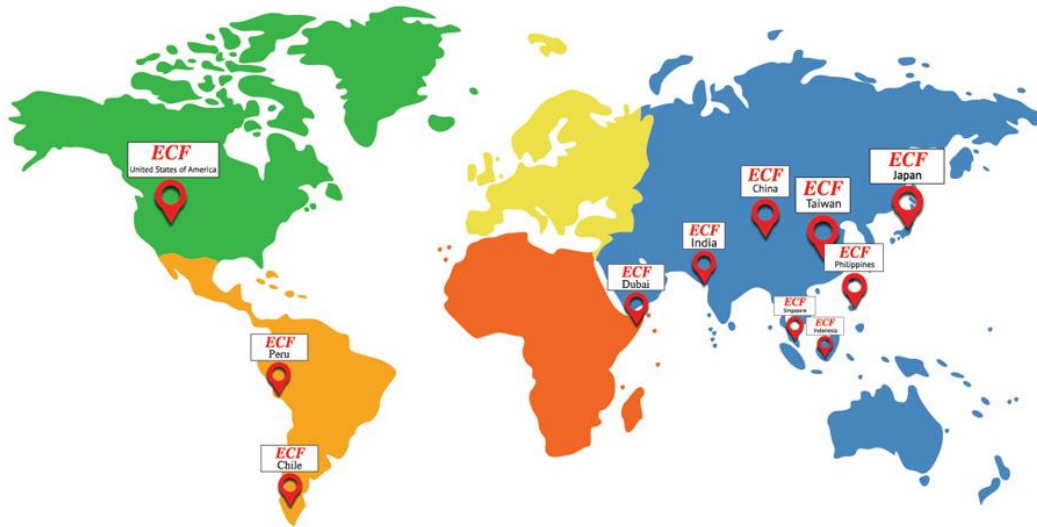 ECF
United States of America
ECF
China
ECF
Taiwan
ECF
Japan
ECF
India
ECF
Philippines
ECF
Dubai
ECF
Singapore
ECF
Indonesia
ECF
Peru
ECF
Chile